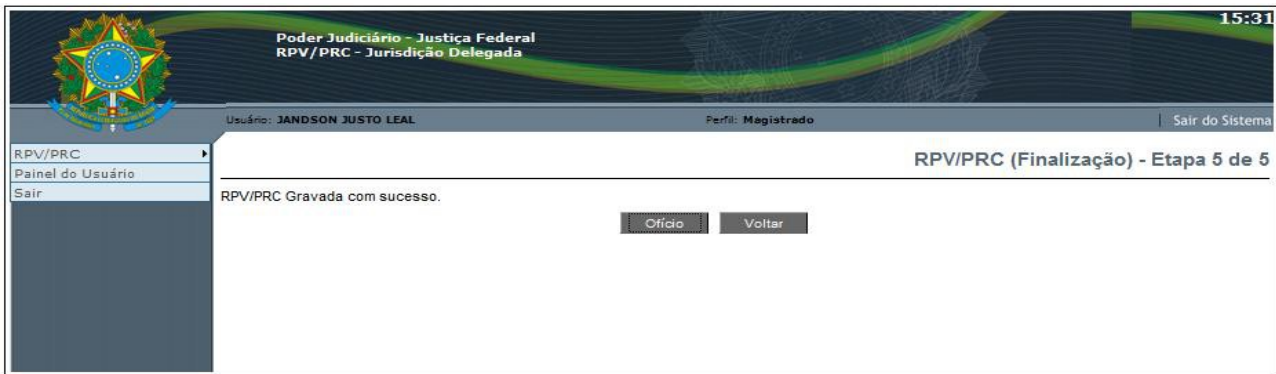 15:31
Poder Judiciário - Justiça Federal
RPV/PRC - Jurisdição Delegada
Usuário: JANDSON JUSTO LEAL Perfil: Magistrado | Sair do Sistema
RPV/PRC
Painel do Usuário
Sair
RPV/PRC (Finalização) - Etapa 5 de 5
RPV/PRC Gravada com sucesso.
Ofício Voltar